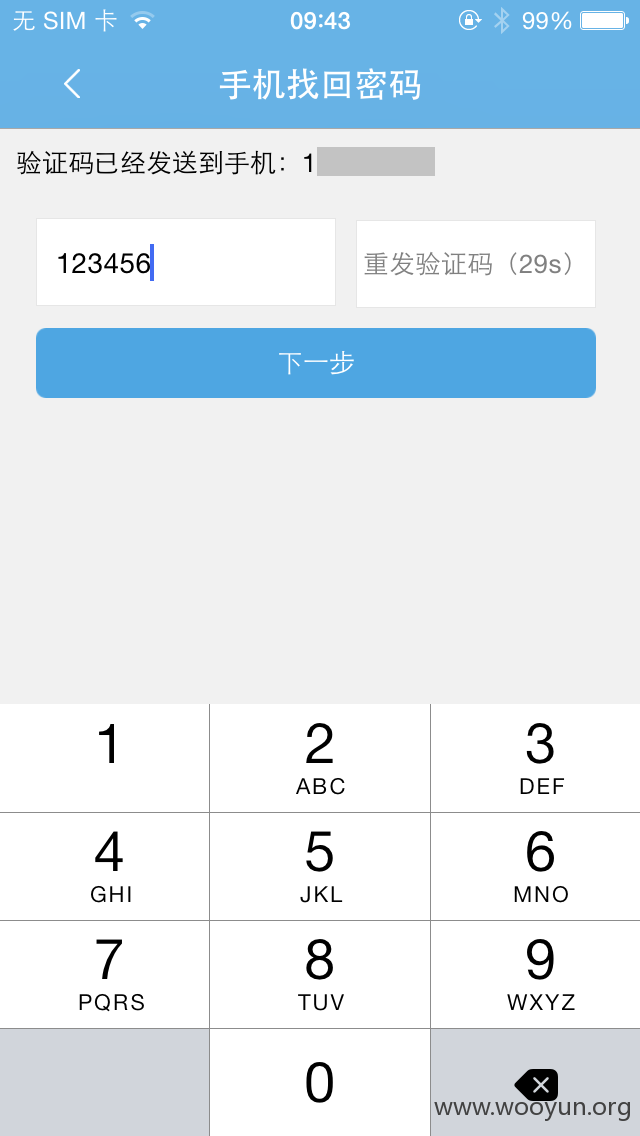 无 SIM 卡 09:43 99%
手机找回密码
验证码已经发送到手机：1
123456 重发验证码（29s）
下一步
1 2 3
ABC DEF
4 5 6
GHI JKL MNO
7 8 9
PQRS TUV WXYZ
0
www.wooyun.org